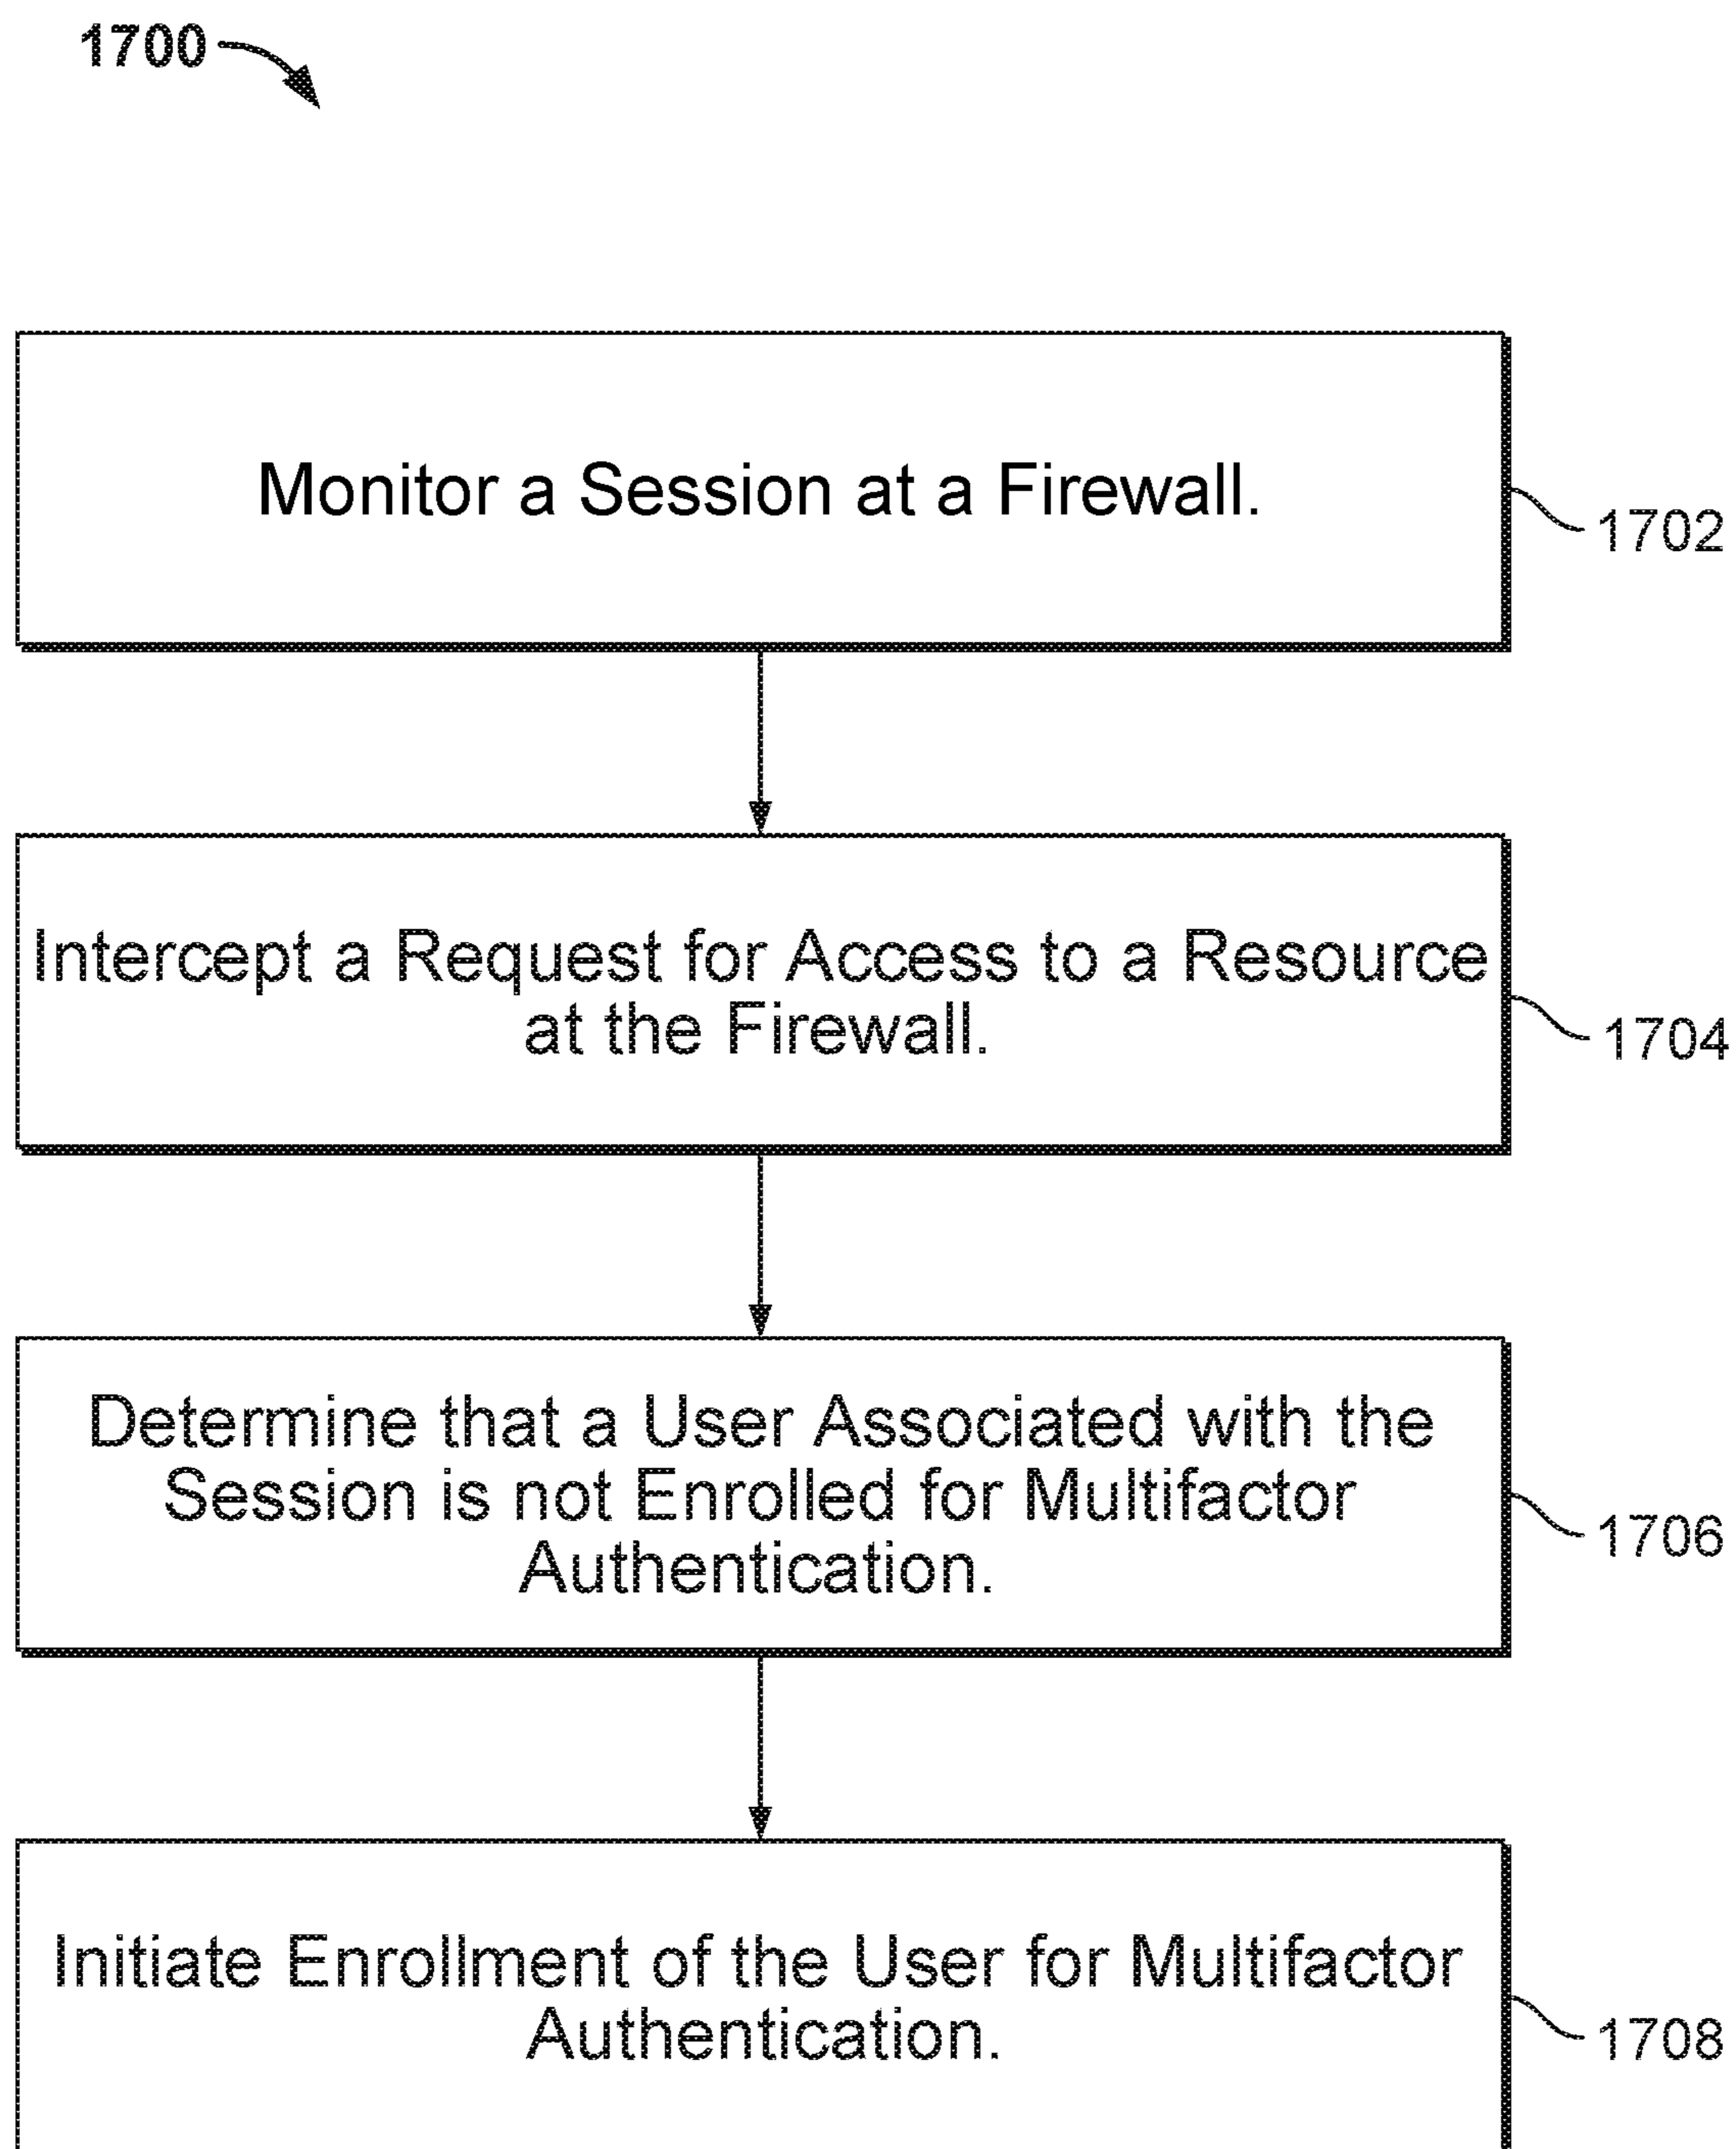 1700
Monitor a Session at a Firewall.
1702
Intercept a Request for Access to a Resource
at the Firewall.
1704
Determine that a User Associated with the
Session is not Enrolled for Multifactor
Authentication.
1706
Initiate Enrollment of the User for Multifactor
Authentication.
1708